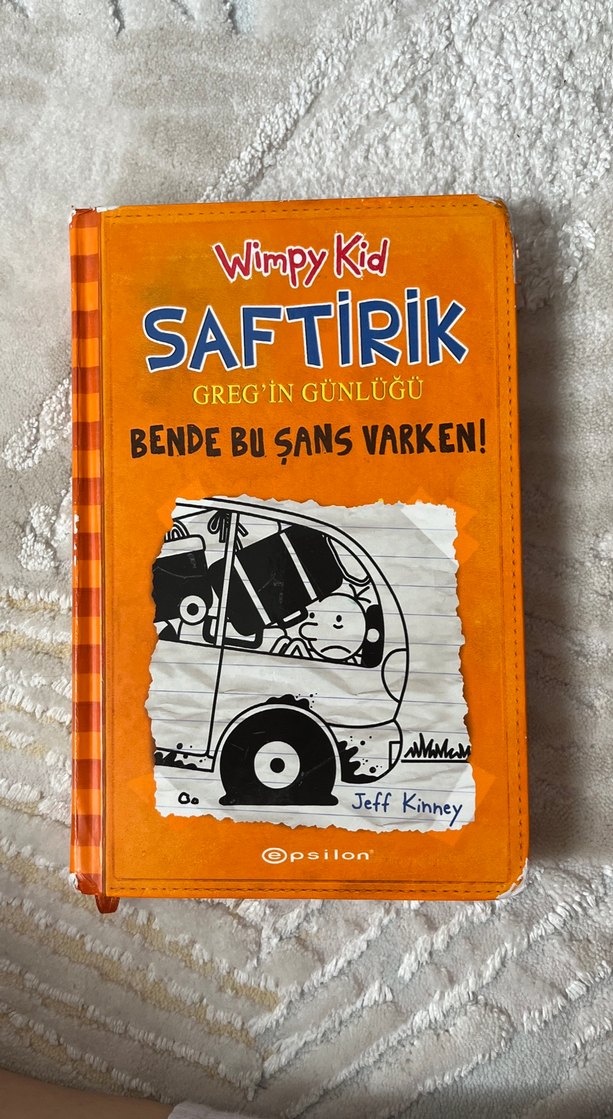 Wimpy Kid
SAFTİRİK
GREG'İN GÜNLÜĞÜ
BENDE BU ŞANS VARKEN!
Jeff Kinney
epsilon®